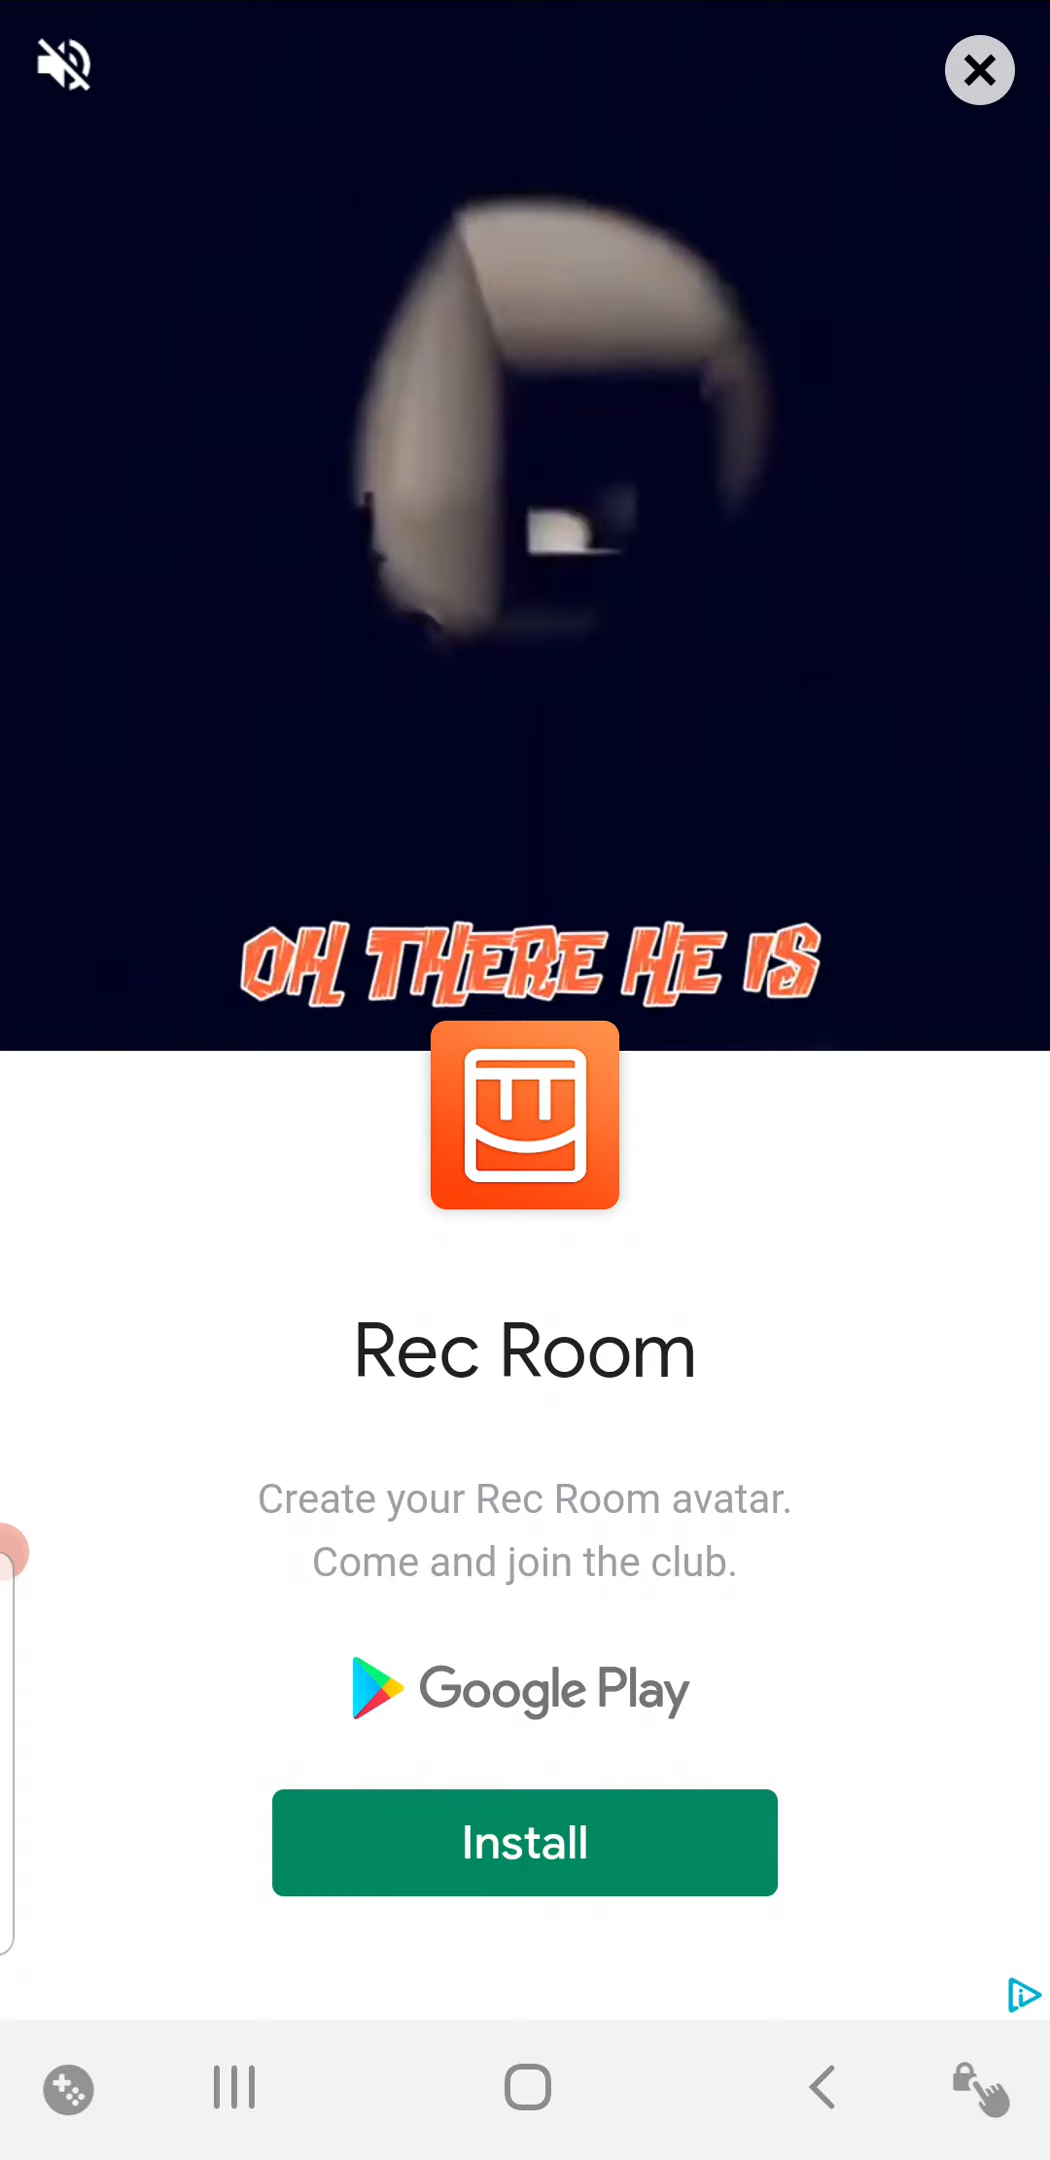 OH THERE HE IS
Rec Room
Create your Rec Room avatar.
Come and join the club.
Google Play
Install